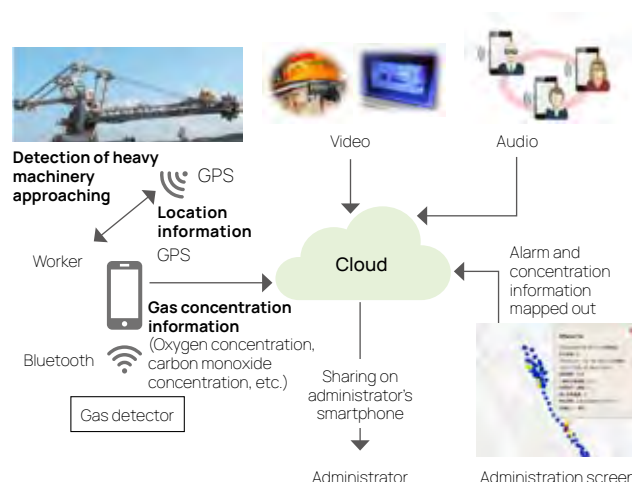 Video
Audio
Detection of heavy
machinery
approaching
GPS
Location
information
GPS
Worker
Cloud
Alarm and
concentration
information
mapped out
Gas concentration
information
(Oxygen concentration,
carbon monoxide
concentration, etc.)
Bluetooth
Gas detector
Sharing on
administrator's
smartphone
Administrator
Administration screen